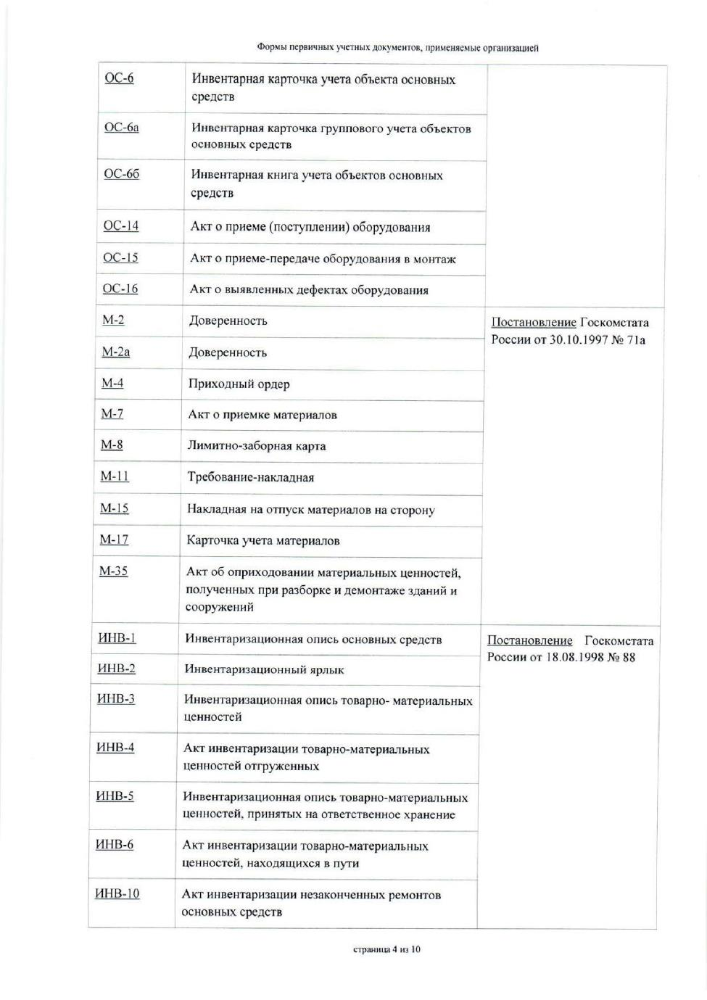 Формы первичных учетных документов, применяемые организацией
ОС-6
Инвентарная карточка учета объекта основных
средств
ОС-6а
Инвентарная карточка группового учета объектов
основных средств
ОС-6б
Инвентарная книга учета объектов основных
средств
ОС-14
Акт о приеме (поступлении) оборудования
ОС-15
Акт о приеме-передаче оборудования в монтаж
ОС-16
Акт о выявленных дефектах оборудования
М-2
Доверенность
Постановление Госкомстата
России от 30.10.1997 № 71а
М-2а
Доверенность
М-4
Приходный ордер
М-7
Акт о приемке материалов
М-8
Лимитно-заборная карта
М-11
Требование-накладная
М-15
Накладная на отпуск материалов на сторону
М-17
Карточка учета материалов
М-35
Акт об оприходовании материальных ценностей,
полученных при разборке и демонтаже зданий и
сооружений
ИНВ-1
Инвентаризационная опись основных средств
Постановление Госкомстата
России от 18.08.1998 № 88
ИНВ-2
Инвентаризационный ярлык
ИНВ-3
Инвентаризационная опись товарно- материальных
ценностей
ИНВ-4
Акт инвентаризации товарно-материальных
ценностей отгруженных
ИНВ-5
Инвентаризационная опись товарно-материальных
ценностей, принятых на ответственное хранение
ИНВ-6
Акт инвентаризации товарно-материальных
ценностей, находящихся в пути
ИНВ-10
Акт инвентаризации незаконченных ремонтов
основных средств
страница 4 из 10